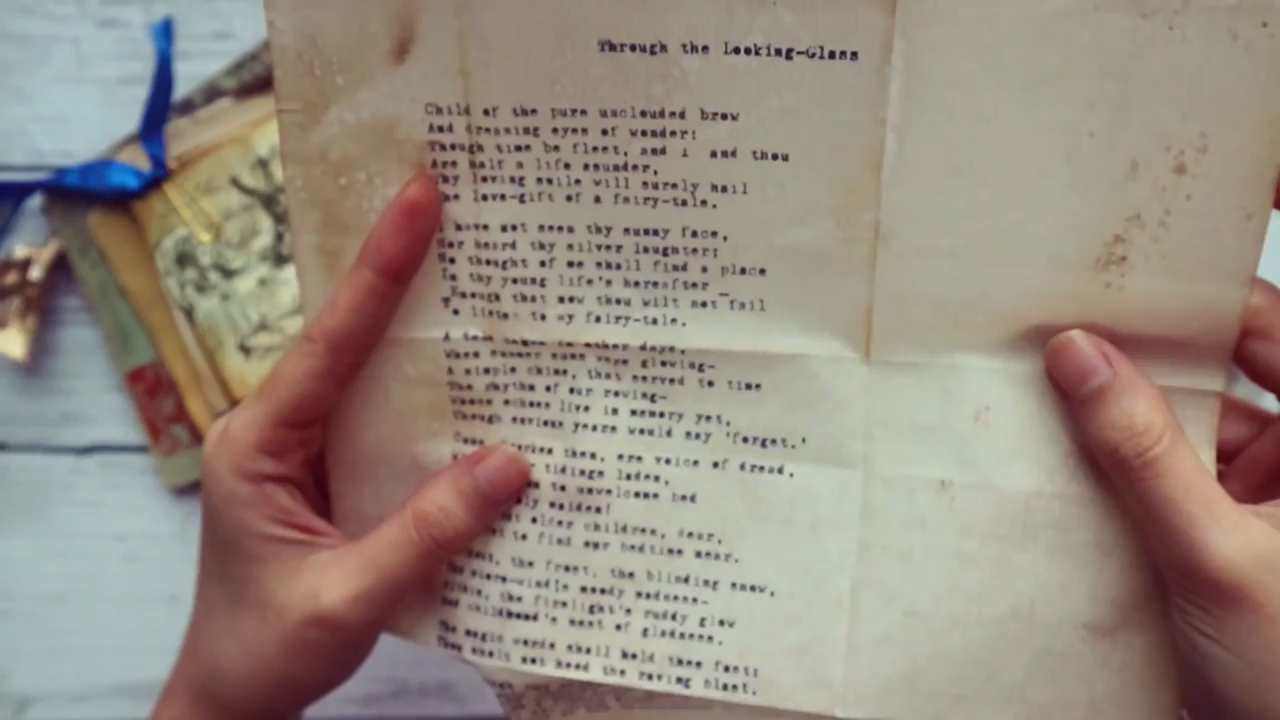 Through the Looking-Glass
Child of the pure unclouded brow
And dreaming eyes of wonder!
Though time be fleet, and I and thou
Are half a life asunder,
Thy loving smile will surely hail
The love-gift of a fairy-tale.
I have not seen thy sunny face,
Nor heard thy silver laughter;
No thought of me shall find a place
In thy young life's hereafter
Enough that now thou wilt not fail
To listen to my fairy-tale.
A tale begun in other days,
When summer suns were glowing-
A simple chime, that served to time
The rhythm of our rowing-
Whose echoes live in memory yet,
Though envious years would say 'forget.'
Come, hearken then, ere voice of dread,
tidings laden,
to unwelcome bed
maiden!
older children, dear,
to find our bedtime near.
the frost, the blinding snow,
moody madness-
Within, the firelight's ruddy glow
And childhood's nest of gladness.
The magic words shall hold thee fast:
Thou shalt not heed the raving blast.